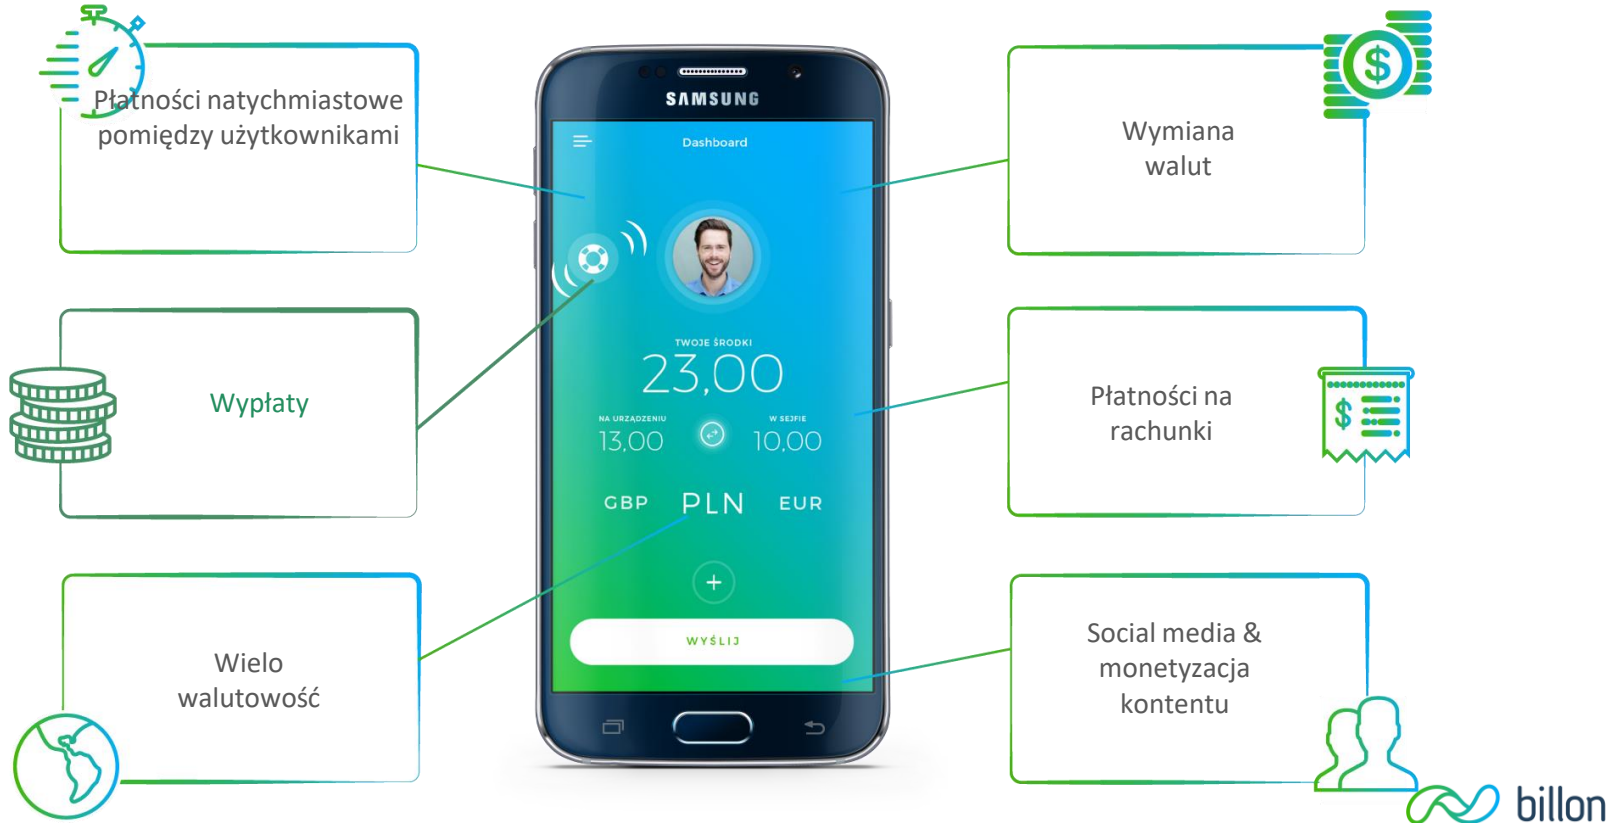 Płatności natychmiastowe
pomiędzy użytkownikami
Wypłaty
Wielo
walutowość
SAMSUNG
Dashboard
TWOJE ŚRODKI
23,00
NA URZĄDZENIU
W SEJFIE
13,00
10,00
GBP PLN EUR
+
WYŚLIJ
Wymiana
walut
$
Płatności na
rachunki
$
Social media &
monetyzacja
kontentu
billon